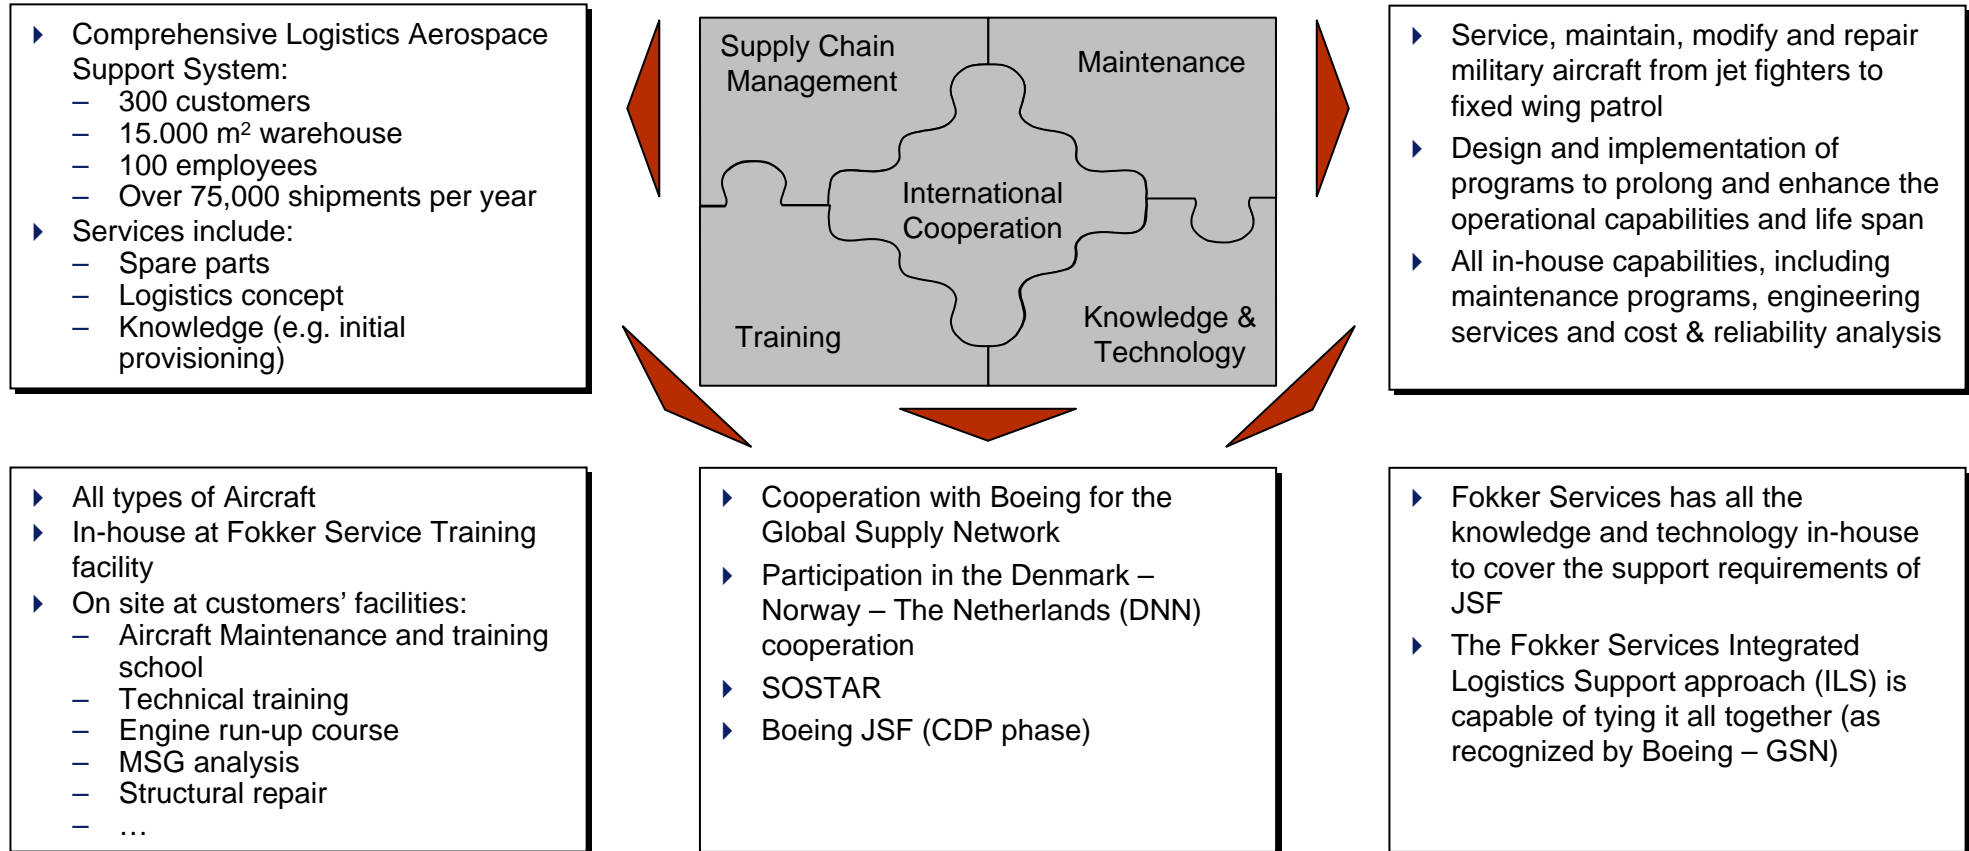 ▸ Comprehensive Logistics Aerospace
Support System:
– 300 customers
– 15.000 m² warehouse
– 100 employees
– Over 75,000 shipments per year
▸ Services include:
– Spare parts
– Logistics concept
– Knowledge (e.g. initial
provisioning)
Supply Chain
Management
Maintenance
International
Cooperation
Training
Knowledge &
Technology
▸ Service, maintain, modify and repair
military aircraft from jet fighters to
fixed wing patrol
▸ Design and implementation of
programs to prolong and enhance the
operational capabilities and life span
▸ All in-house capabilities, including
maintenance programs, engineering
services and cost & reliability analysis
▸ All types of Aircraft
▸ In-house at Fokker Service Training
facility
▸ On site at customers’ facilities:
– Aircraft Maintenance and training
school
– Technical training
– Engine run-up course
– MSG analysis
– Structural repair
– …
▸ Cooperation with Boeing for the
Global Supply Network
▸ Participation in the Denmark –
Norway – The Netherlands (DNN)
cooperation
▸ SOSTAR
▸ Boeing JSF (CDP phase)
▸ Fokker Services has all the
knowledge and technology in-house
to cover the support requirements of
JSF
▸ The Fokker Services Integrated
Logistics Support approach (ILS) is
capable of tying it all together (as
recognized by Boeing – GSN)